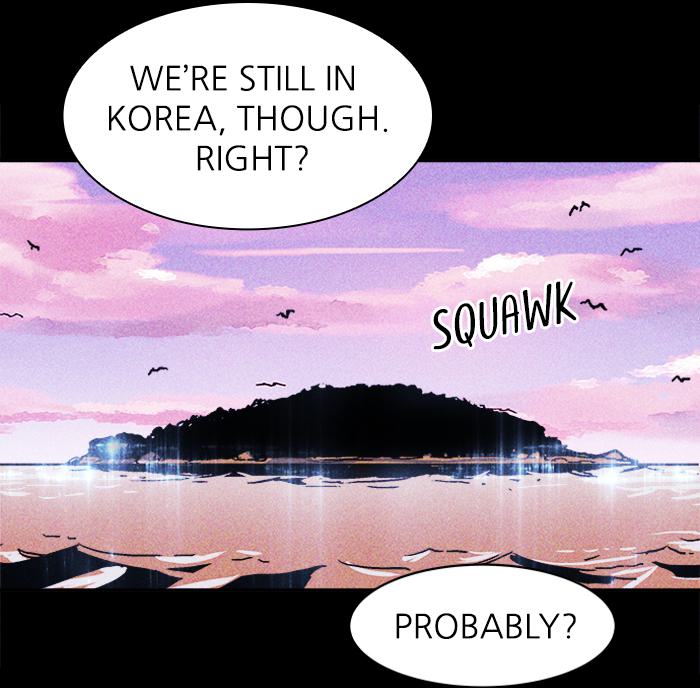 WE'RE STILL IN
KOREA, THOUGH.
RIGHT?
SQUAWK
PROBABLY?